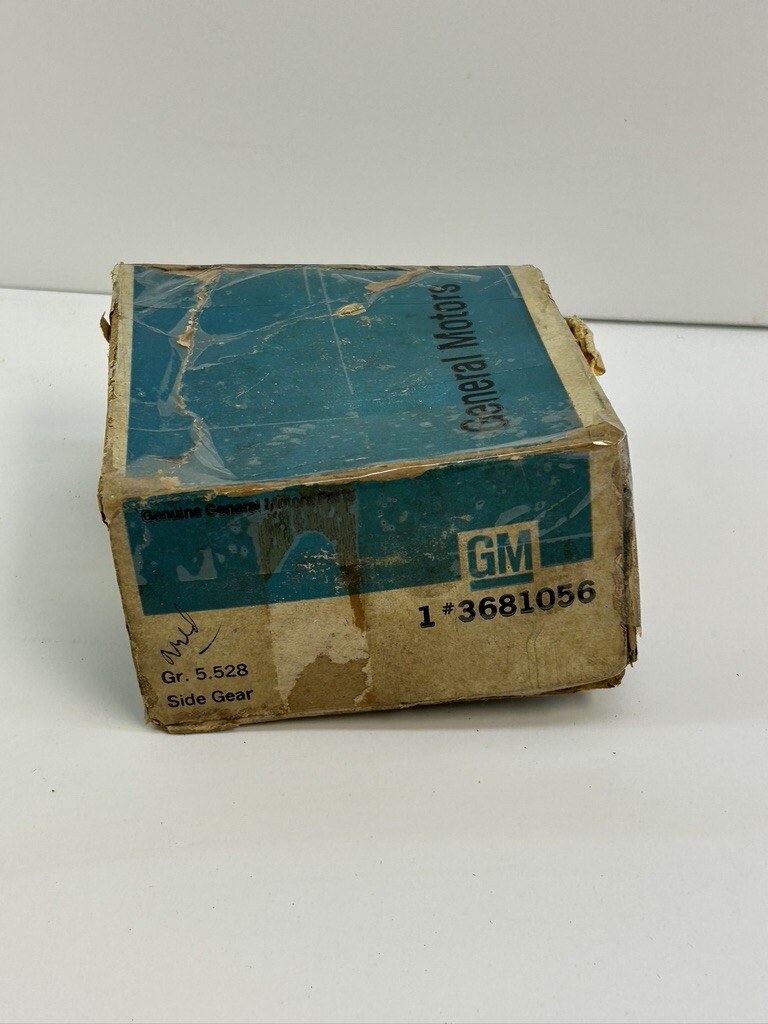 General Motors
Genuine General Motors Parts
GM
1 #3681056
Gr. 5.528
Side Gear